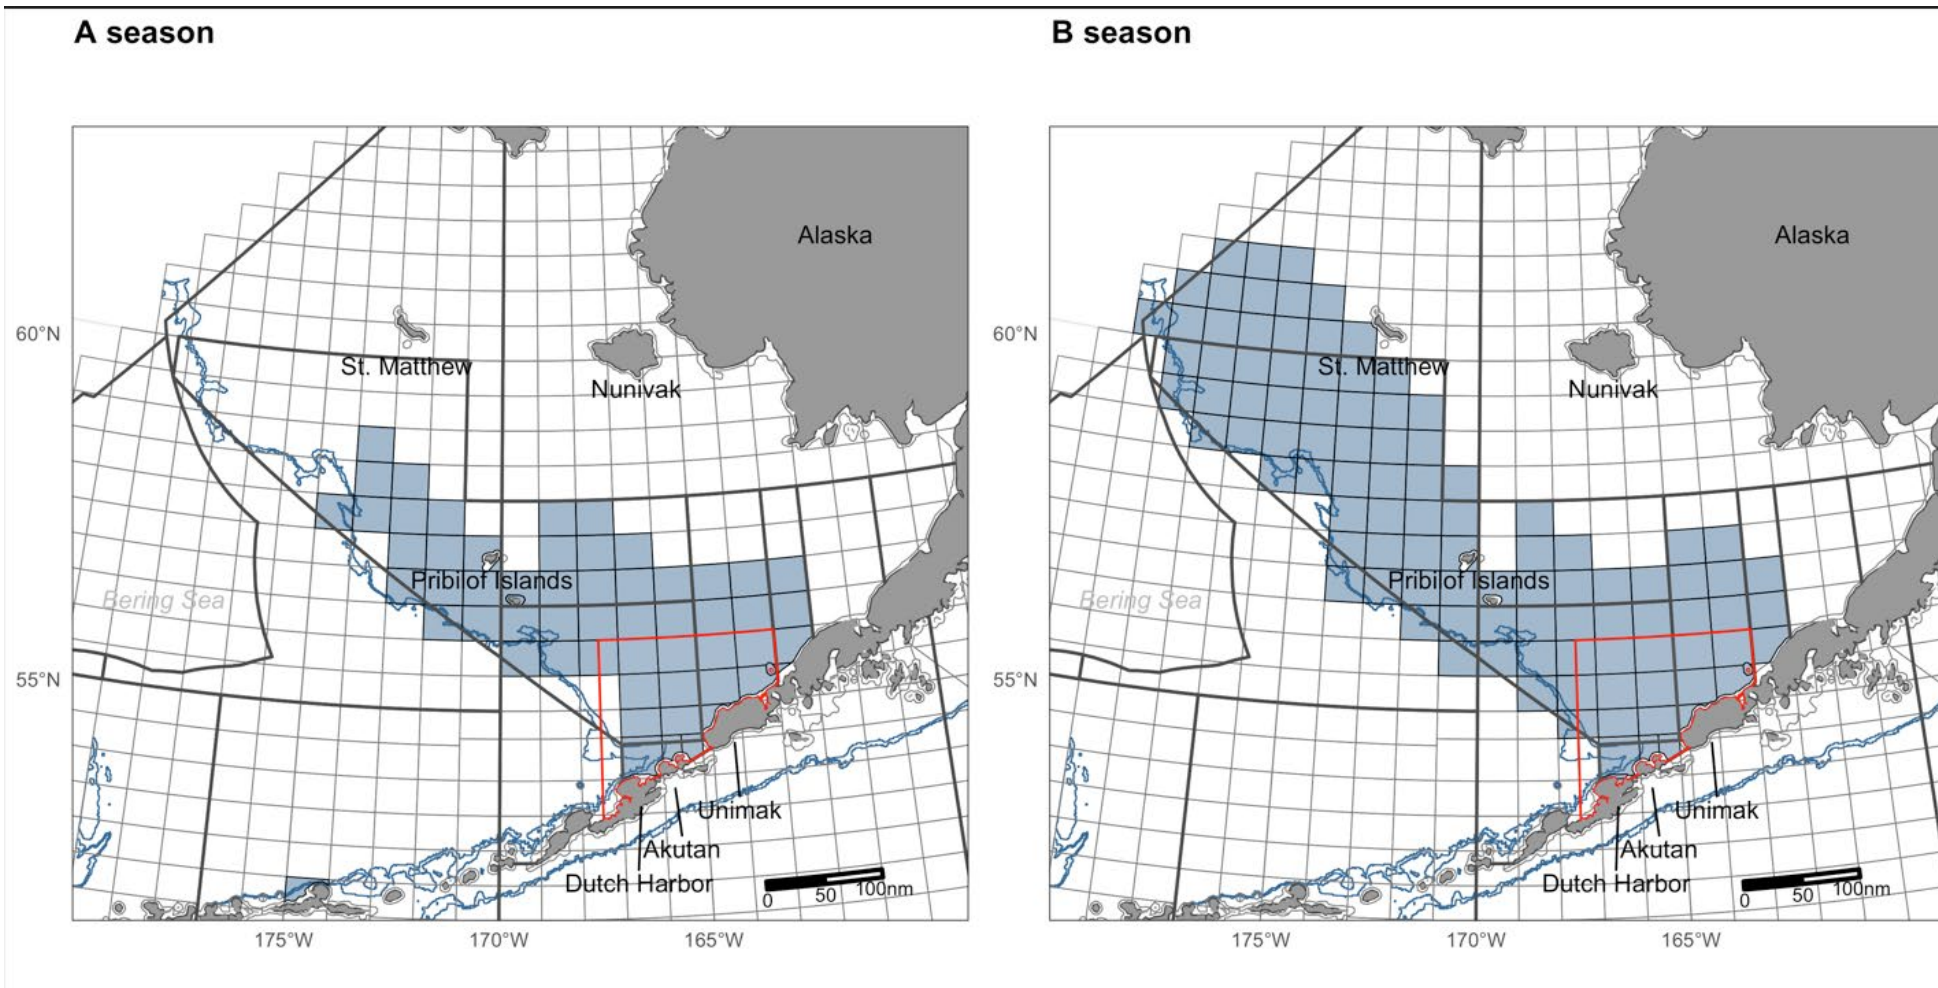 A season
B season
Alaska
60°N
St. Matthew
Nunivak
Pribilof Islands
Bering Sea
55°N
Unimak
Akutan
Dutch Harbor
0 50 100nm
175°W 170°W 165°W
Alaska
60°N
St. Matthew
Nunivak
Pribilof Islands
Bering Sea
55°N
Unimak
Akutan
Dutch Harbor
0 50 100nm
175°W 170°W 165°W